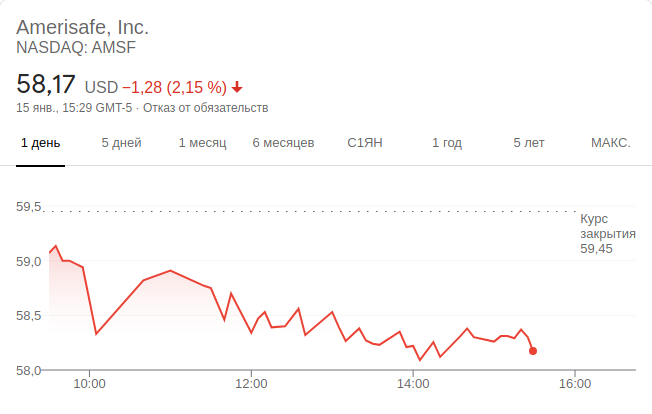 Amerisafe, Inc.
NASDAQ: AMSF
58,17 USD −1,28 (2,15 %)
15 янв., 15:29 GMT-5 · Отказ от обязательств
1 день 5 дней 1 месяц 6 месяцев С1ЯН 1 год 5 лет МАКС.
59,5
Курс
закрытия
59,45
59,0
58,5
58,0
10:00 12:00 14:00 16:00